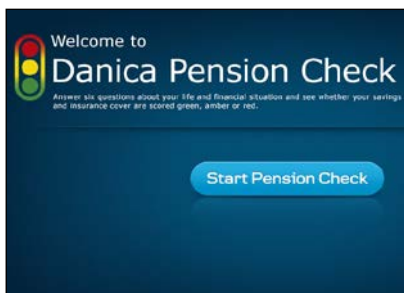 Welcome to
Danica Pension Check
Answer six questions about your life and financial situation and see whether your savings
and insurance cover are scored green, amber or red.
Start Pension Check